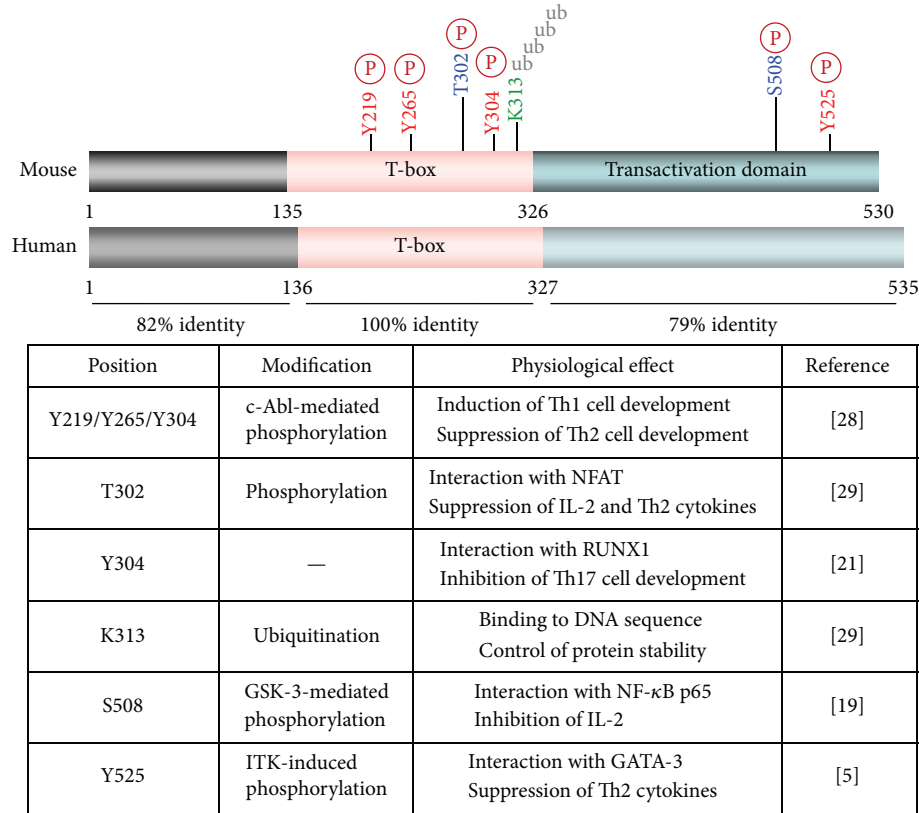 ub
ub
ub
ub
P
P
P
P
P
P
Y219
Y265
T302
Y304
K313
S508
Y525
Mouse
T-box
Transactivation domain
1
135
326
530
Human
T-box
1
136
327
535
82% identity
100% identity
79% identity
Position
Modification
Physiological effect
Reference
Y219/Y265/Y304
c-Abl-mediated
phosphorylation
Induction of Th1 cell development
Suppression of Th2 cell development
[28]
T302
Phosphorylation
Interaction with NFAT
Suppression of IL-2 and Th2 cytokines
[29]
Y304
—
Interaction with RUNX1
Inhibition of Th17 cell development
[21]
K313
Ubiquitination
Binding to DNA sequence
Control of protein stability
[29]
S508
GSK-3-mediated
phosphorylation
Interaction with NF-κB p65
Inhibition of IL-2
[19]
Y525
ITK-induced
phosphorylation
Interaction with GATA-3
Suppression of Th2 cytokines
[5]